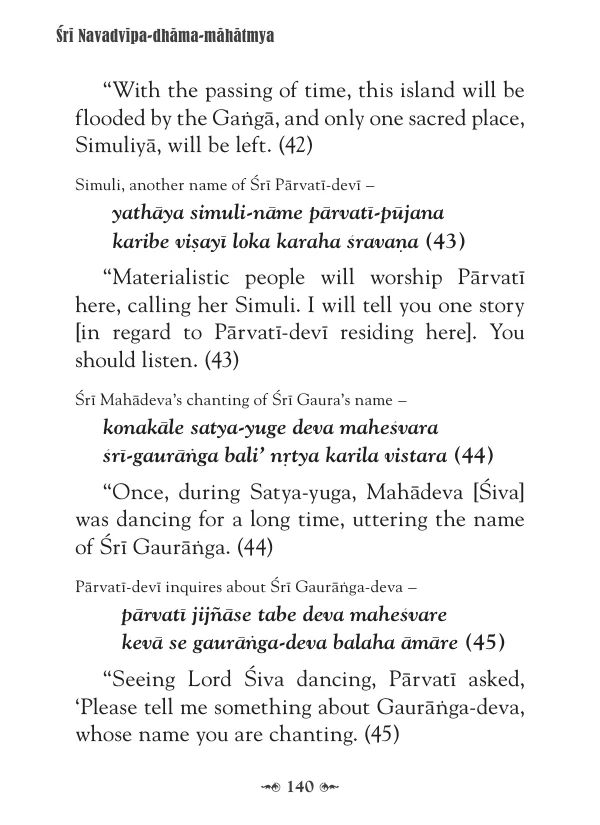 Śrī Navadvīpa-dhāma-māhātmya
“With the passing of time, this island will be
flooded by the Gaṅgā, and only one sacred place,
Simuliyā, will be left. (42)
Simuli, another name of Śrī Pārvatī-devī –
yathāya simuli-nāme pārvatī-pūjana
karibe viṣayī loka karaha śravaṇa (43)
“Materialistic people will worship Pārvatī
here, calling her Simuli. I will tell you one story
[in regard to Pārvatī-devī residing here]. You
should listen. (43)
Śrī Mahādeva’s chanting of Śrī Gaura’s name –
konakāle satya-yuge deva maheśvara
śrī-gaurāṅga bali’ nṛtya karila vistara (44)
“Once, during Satya-yuga, Mahādeva [Śiva]
was dancing for a long time, uttering the name
of Śrī Gaurāṅga. (44)
Pārvatī-devī inquires about Śrī Gaurāṅga-deva –
pārvatī jijñāse tabe deva maheśvare
kevā se gaurāṅga-deva balaha āmāre (45)
“Seeing Lord Śiva dancing, Pārvatī asked,
‘Please tell me something about Gaurāṅga-deva,
whose name you are chanting. (45)
140